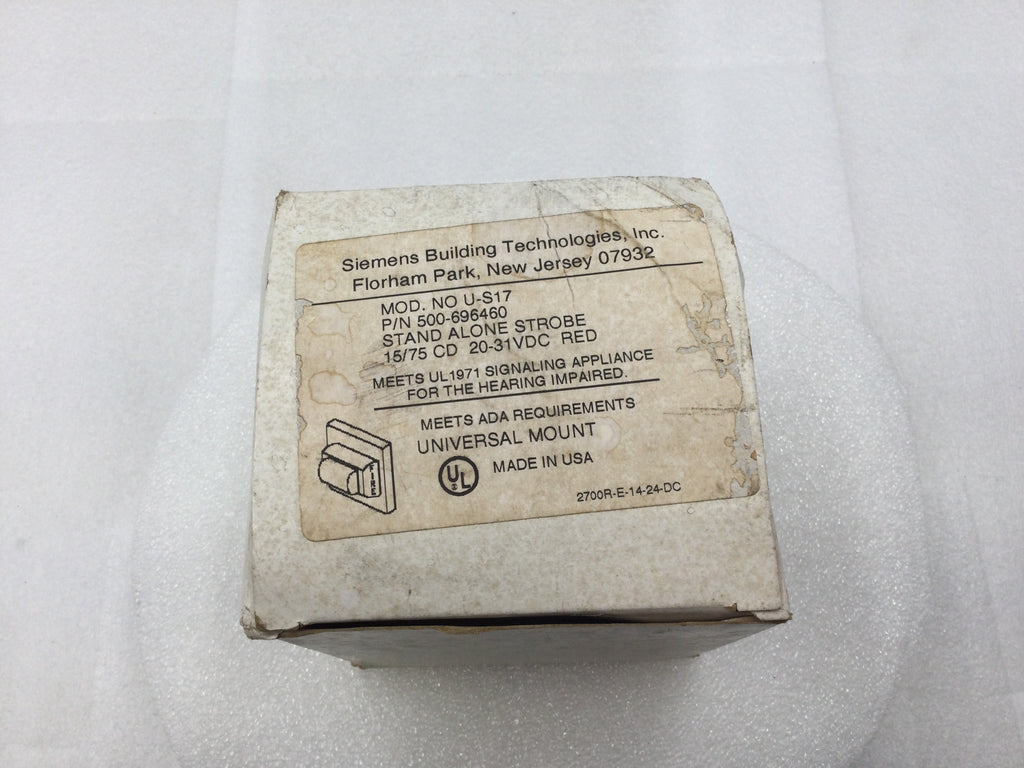 Siemens Building Technologies, Inc.
Florham Park, New Jersey 07932
MOD. NO U-S17
P/N 500-696460
STAND ALONE STROBE
15/75 CD 20-31VDC RED
MEETS UL1971 SIGNALING APPLIANCE
FOR THE HEARING IMPAIRED.
MEETS ADA REQUIREMENTS
UNIVERSAL MOUNT
FIRE
UL
MADE IN USA
2700R-E-14-24-DC